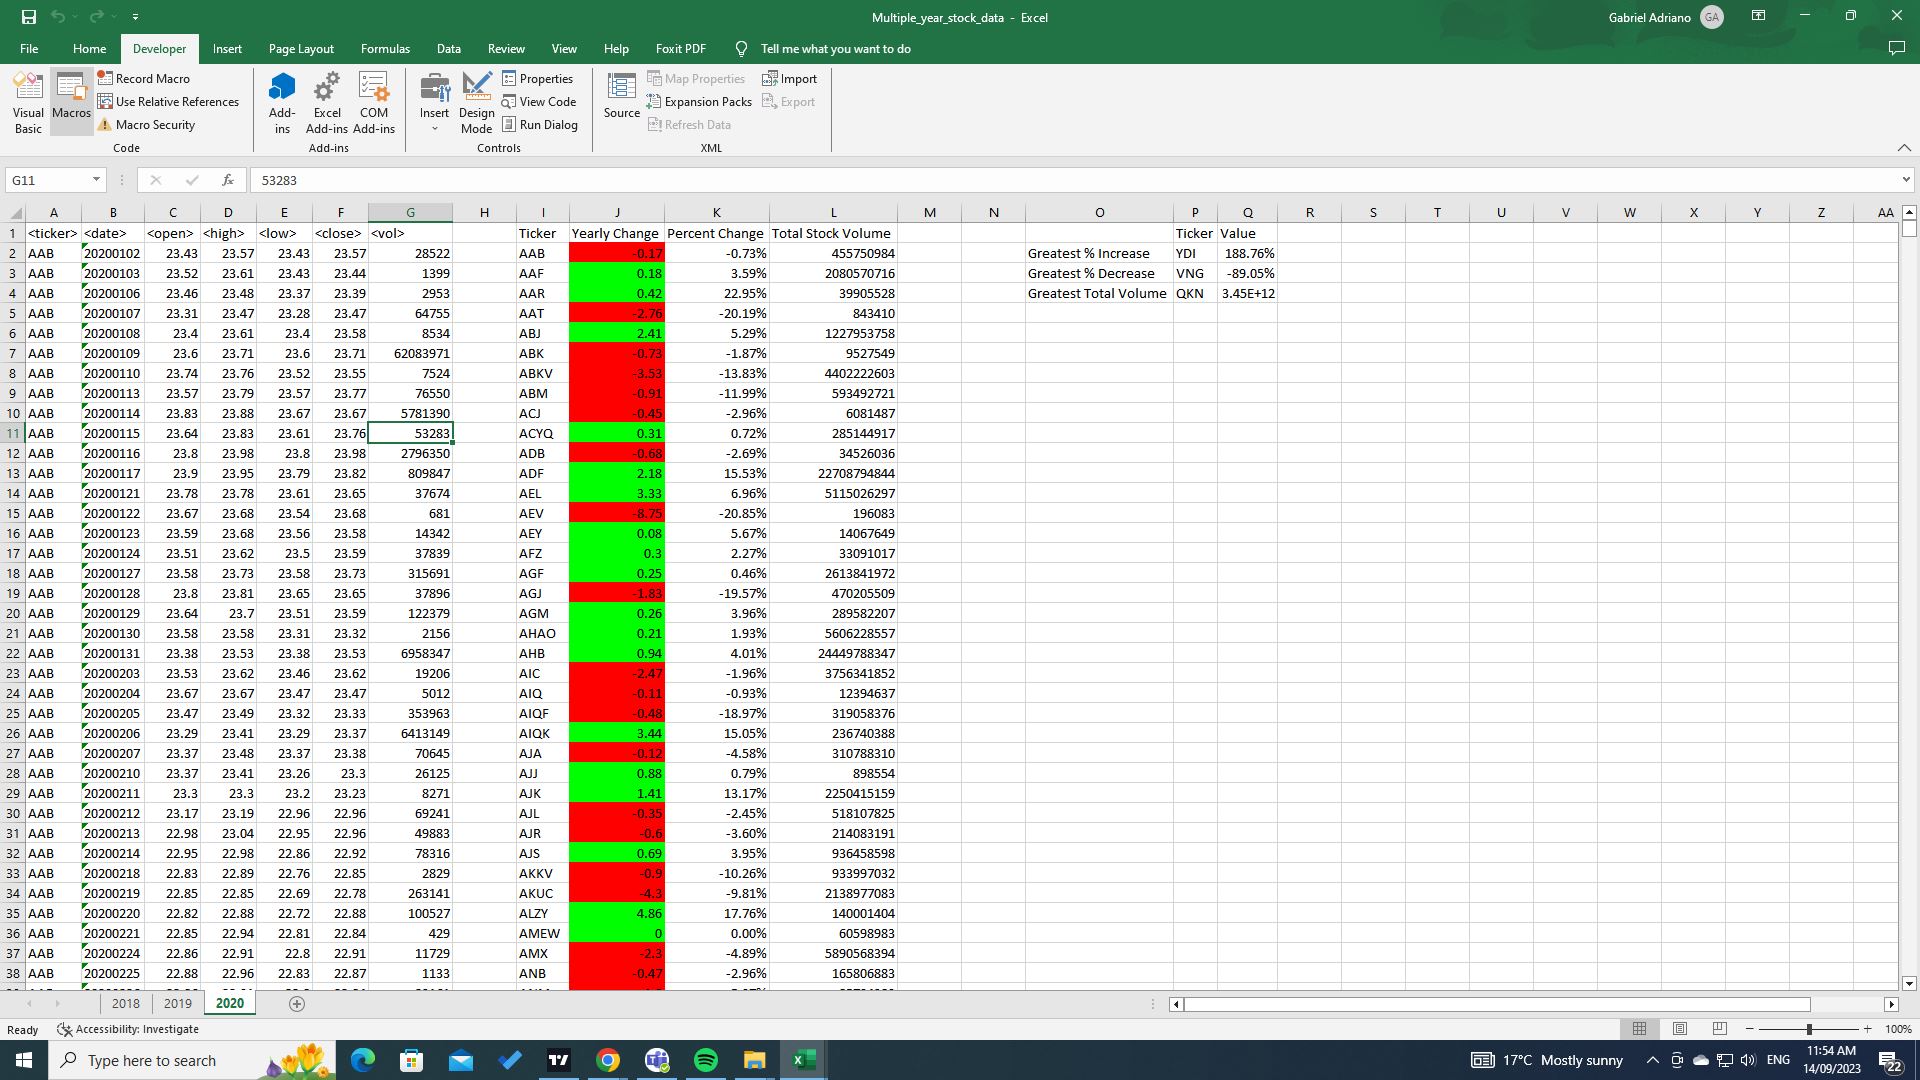 Multiple_year_stock_data - Excel
Gabriel Adriano GA
File Home Developer Insert Page Layout Formulas Data Review View Help Foxit PDF Tell me what you want to do
Visual Basic
Macros
Record Macro
Use Relative References
Macro Security
Code
Add-ins
Excel Add-ins
COM Add-ins
Add-ins
Insert
Design Mode
Properties
View Code
Run Dialog
Controls
Source
Map Properties
Expansion Packs
Refresh Data
Import
Export
XML
G11 fx 53283
A B C D E F G H I J K L M N O P Q R S T U V W X Y Z AA
1 <ticker> <date> <open> <high> <low> <close> <vol> Ticker Yearly Change Percent Change Total Stock Volume Ticker Value
2 AAB 20200102 23.43 23.57 23.43 23.57 28522 AAB -0.17 -0.73% 455750984 Greatest % Increase YDI 188.76%
3 AAB 20200103 23.52 23.61 23.43 23.44 1399 AAF 0.18 3.59% 2080570716 Greatest % Decrease VNG -89.05%
4 AAB 20200106 23.46 23.48 23.37 23.39 2953 AAR 0.42 22.95% 39905528 Greatest Total Volume QKN 3.45E+12
5 AAB 20200107 23.31 23.47 23.28 23.47 64755 AAT -2.76 -20.19% 843410
6 AAB 20200108 23.4 23.61 23.4 23.58 8534 ABJ 2.41 5.29% 1227953758
7 AAB 20200109 23.6 23.71 23.6 23.71 62083971 ABK -0.73 -1.87% 9527549
8 AAB 20200110 23.74 23.76 23.52 23.55 7524 ABKV -3.53 -13.83% 4402222603
9 AAB 20200113 23.57 23.79 23.57 23.77 76550 ABM -0.91 -11.99% 593492721
10 AAB 20200114 23.83 23.88 23.67 23.67 5781390 ACJ -0.45 -2.96% 6081487
11 AAB 20200115 23.64 23.83 23.61 23.76 53283 ACYQ 0.31 0.72% 285144917
12 AAB 20200116 23.8 23.98 23.8 23.98 2796350 ADB -0.68 -2.69% 34526036
13 AAB 20200117 23.9 23.95 23.79 23.82 809847 ADF 2.18 15.53% 22708794844
14 AAB 20200121 23.78 23.78 23.61 23.65 37674 AEL 3.33 6.96% 5115026297
15 AAB 20200122 23.67 23.68 23.54 23.68 681 AEV -8.75 -20.85% 196083
16 AAB 20200123 23.59 23.68 23.56 23.58 14342 AEY 0.08 5.67% 14067649
17 AAB 20200124 23.51 23.62 23.5 23.59 37839 AFZ 0.3 2.27% 33091017
18 AAB 20200127 23.58 23.73 23.58 23.73 315691 AGF 0.25 0.46% 2613841972
19 AAB 20200128 23.8 23.81 23.65 23.65 37896 AGJ -1.83 -19.57% 470205509
20 AAB 20200129 23.64 23.7 23.51 23.59 122379 AGM 0.26 3.96% 289582207
21 AAB 20200130 23.58 23.58 23.31 23.32 2156 AHAO 0.21 1.93% 5606228557
22 AAB 20200131 23.38 23.53 23.38 23.53 6958347 AHB 0.94 4.01% 24449788347
23 AAB 20200203 23.53 23.62 23.46 23.62 19206 AIC -2.47 -1.96% 3756341852
24 AAB 20200204 23.67 23.67 23.47 23.47 5012 AIQ -0.11 -0.93% 12394637
25 AAB 20200205 23.47 23.49 23.32 23.33 353963 AIQF -0.48 -18.97% 319058376
26 AAB 20200206 23.29 23.41 23.29 23.37 6413149 AIQK 3.44 15.05% 236740388
27 AAB 20200207 23.37 23.48 23.37 23.38 70645 AJA -0.12 -4.58% 310788310
28 AAB 20200210 23.37 23.41 23.26 23.3 26125 AJJ 0.88 0.79% 898554
29 AAB 20200211 23.3 23.3 23.2 23.23 8271 AJK 1.41 13.17% 2250415159
30 AAB 20200212 23.17 23.19 22.96 22.96 69241 AJL -0.35 -2.45% 518107825
31 AAB 20200213 22.98 23.04 22.95 22.96 49883 AJR -0.6 -3.60% 214083191
32 AAB 20200214 22.95 22.98 22.86 22.92 78316 AJS 0.69 3.95% 936458598
33 AAB 20200218 22.83 22.89 22.76 22.85 2829 AKKV -0.9 -10.26% 933997032
34 AAB 20200219 22.85 22.85 22.69 22.78 263141 AKUC -4.3 -9.81% 2138977083
35 AAB 20200220 22.82 22.88 22.72 22.88 100527 ALZY 4.86 17.76% 140001404
36 AAB 20200221 22.85 22.94 22.81 22.84 429 AMEW 0 0.00% 60598983
37 AAB 20200224 22.86 22.91 22.8 22.91 11729 AMX -2.3 -4.89% 5890568394
38 AAB 20200225 22.88 22.96 22.83 22.87 1133 ANB -0.47 -2.96% 165806883
2018 2019 2020
Ready Accessibility: Investigate 100%
Type here to search
17°C Mostly sunny ENG 11:54 AM
14/09/2023 22